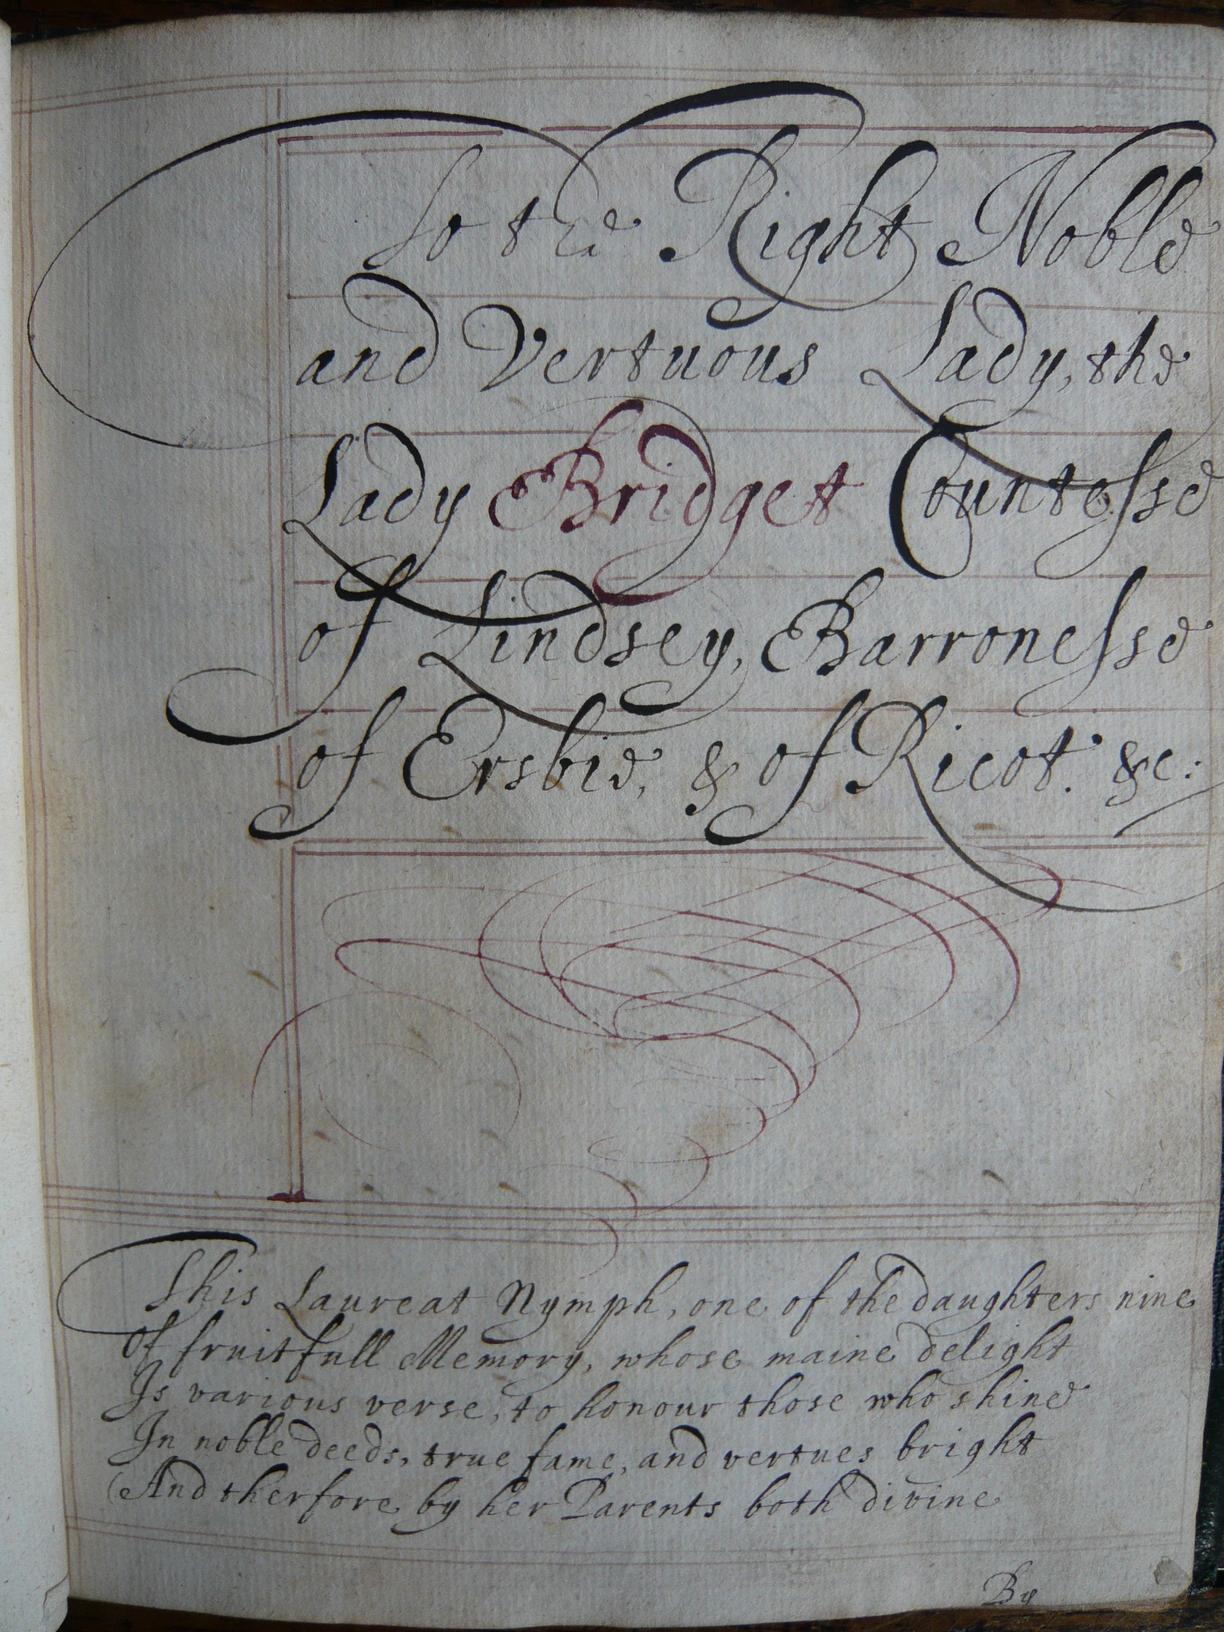 To the Right Noble
and Vertuous Lady, the
Lady Bridget Countesse
of Lindsey, Barronesse
of Ersbie, & of Ricot. &c:
This Laureat Nymph, one of the daughters nine
Of fruitfull Memory, whose maine delight
Is various verse, to honour those who shine
In noble deeds, true fame, and vertues bright
(And therfore by her Parents both divine
By